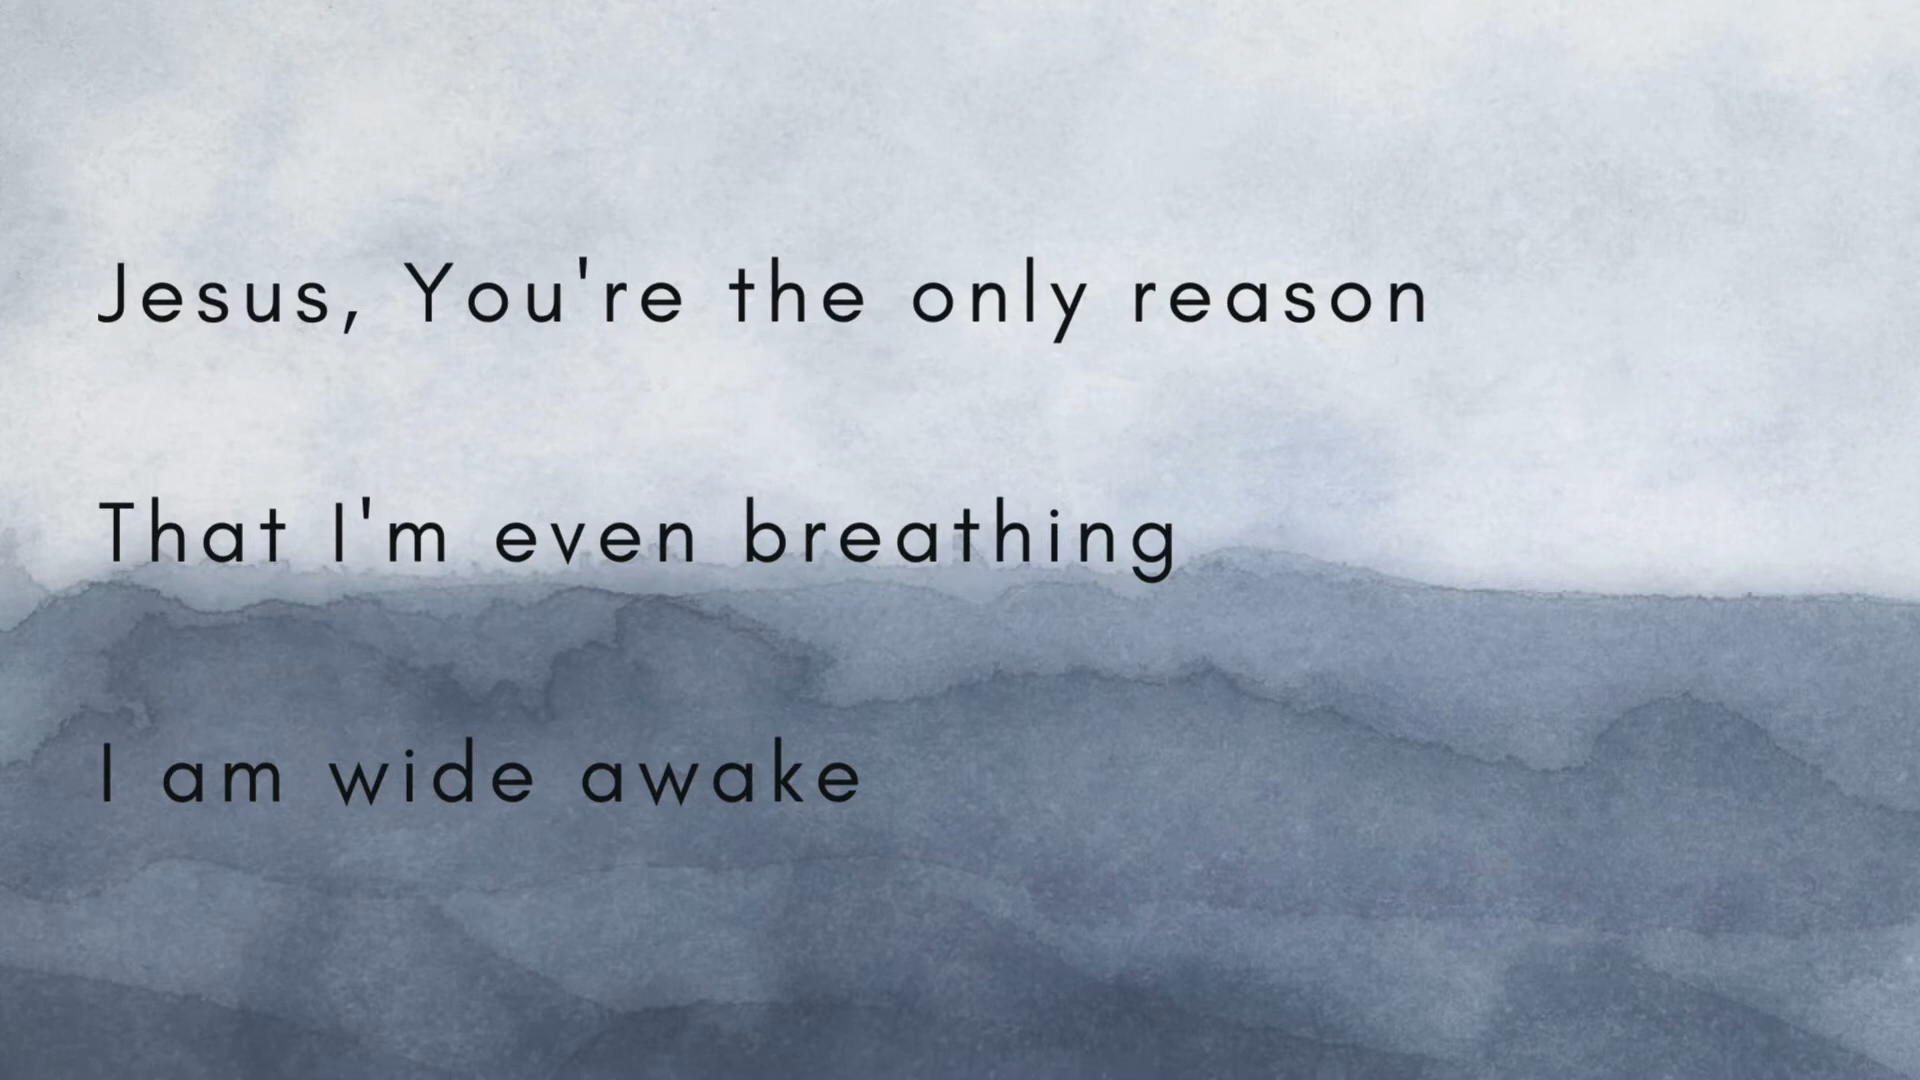 Jesus, You're the only reason
That I'm even breathing
I am wide awake